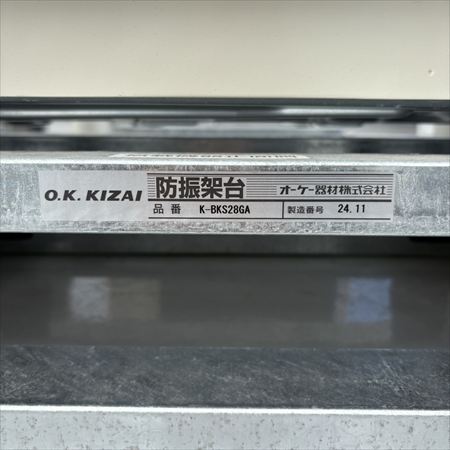 O.K. KIZAI
防振架台
オーケー器材株式会社
品番 K-BKS28GA
製造番号 24.11